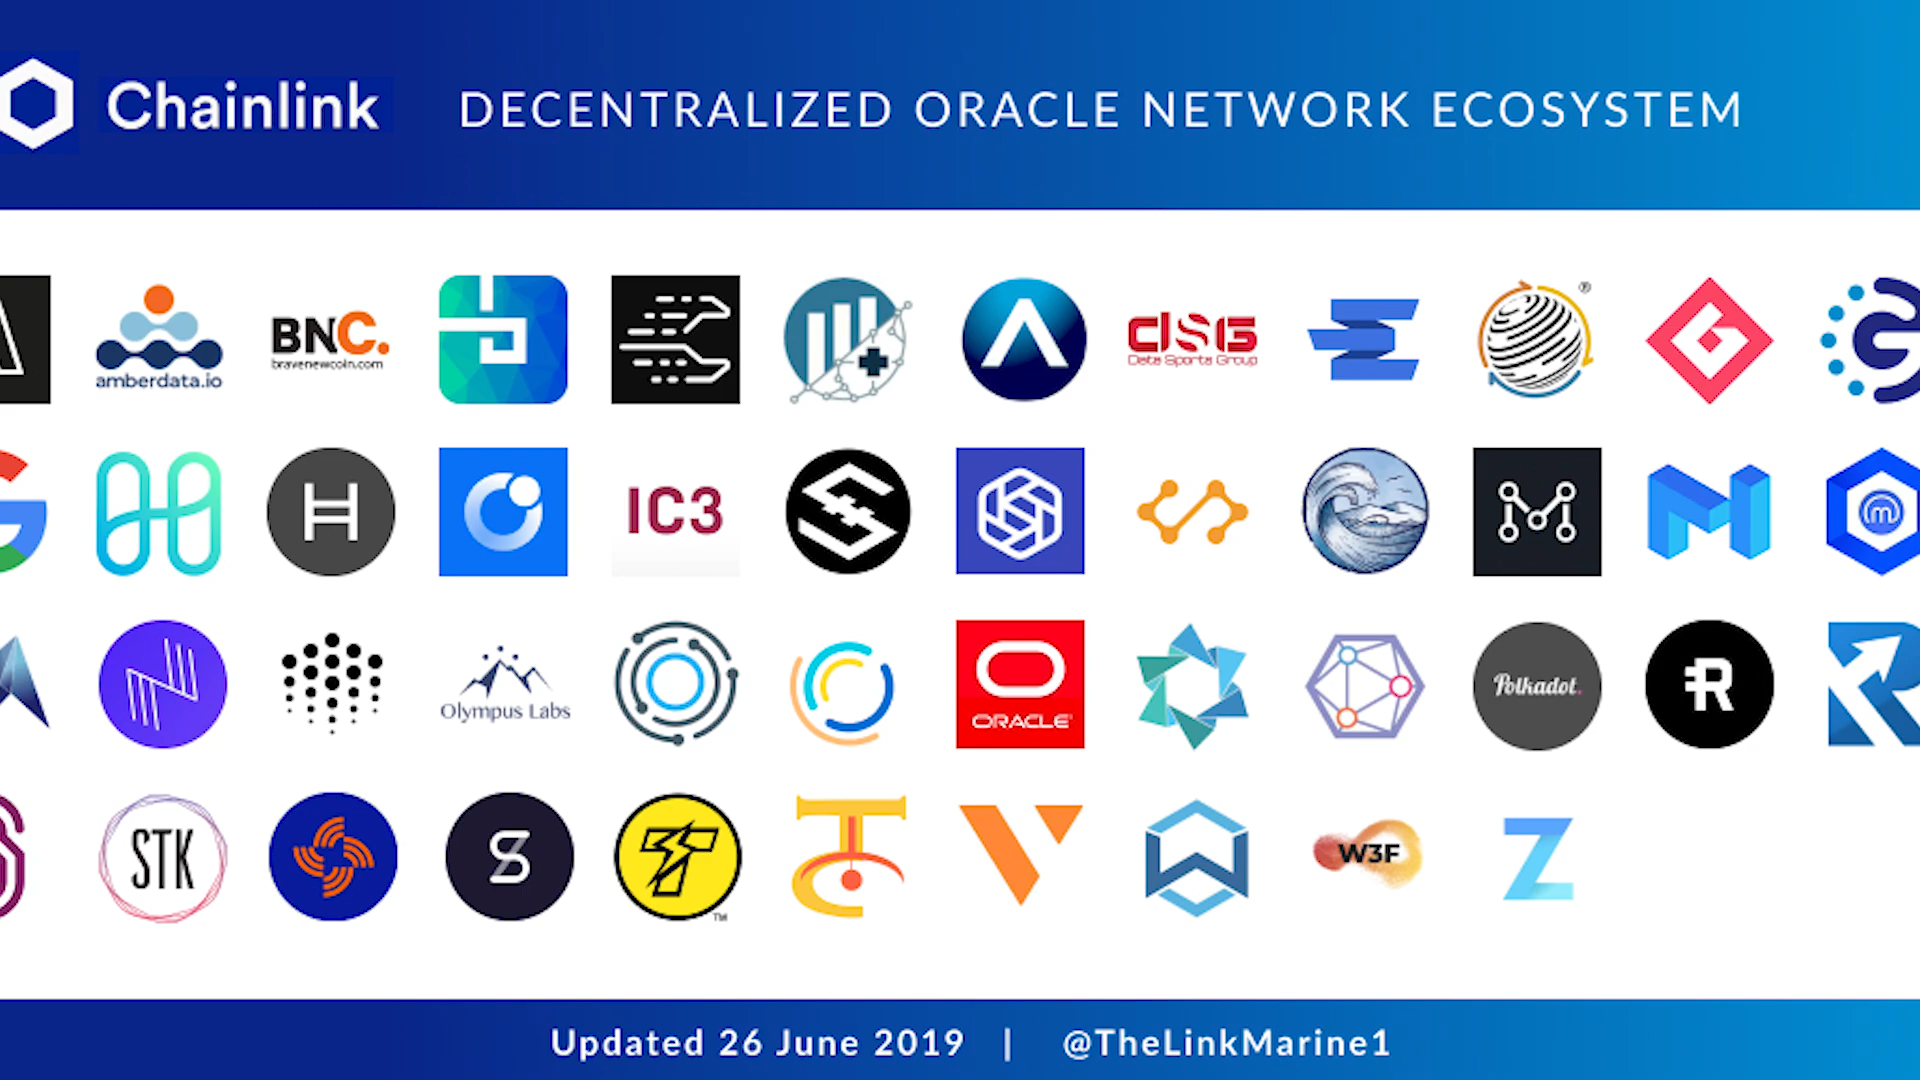 Chainlink DECENTRALIZED ORACLE NETWORK ECOSYSTEM
amberdata.io
BNC.
bravenewcoin.com
dSG
Data Sports Group
®
IC3
Olympus Labs
ORACLE®
Polkadot.
STK
TM
W3F
Updated 26 June 2019 | @TheLinkMarine1